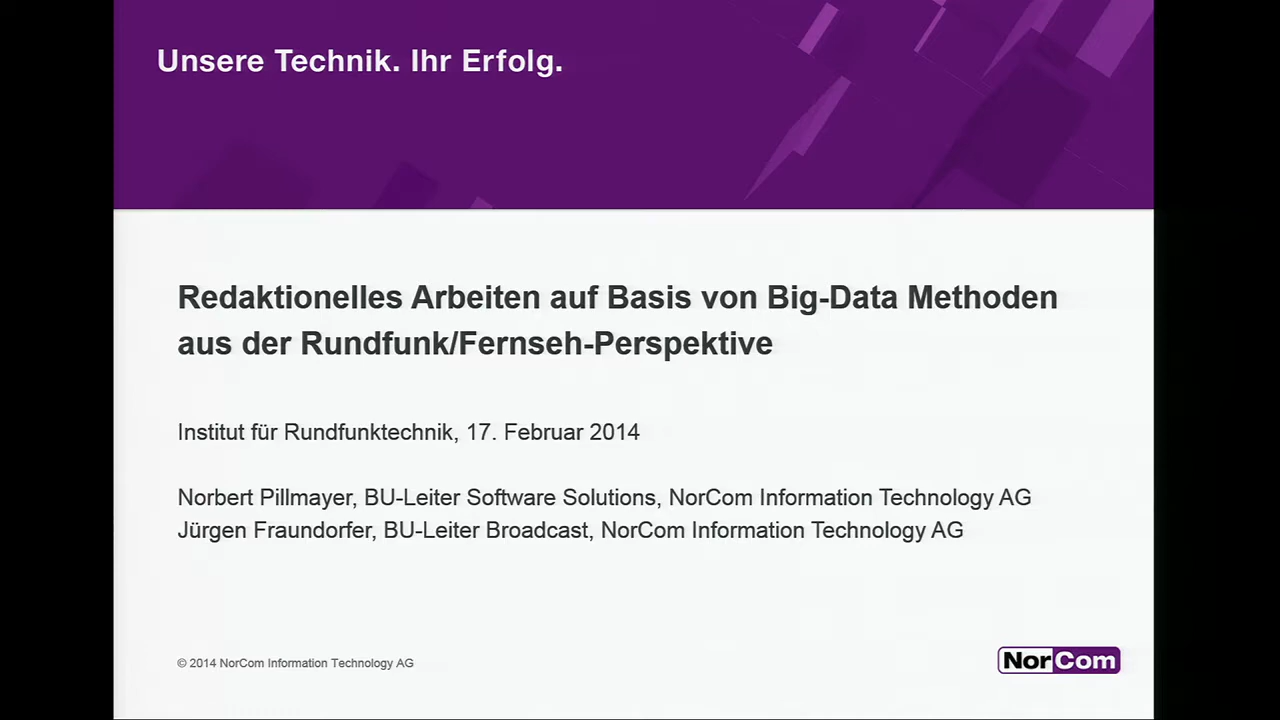 Unsere Technik. Ihr Erfolg.
Redaktionelles Arbeiten auf Basis von Big-Data Methoden
aus der Rundfunk/Fernseh-Perspektive
Institut für Rundfunktechnik, 17. Februar 2014
Norbert Pillmayer, BU-Leiter Software Solutions, NorCom Information Technology AG
Jürgen Fraundorfer, BU-Leiter Broadcast, NorCom Information Technology AG
© 2014 NorCom Information Technology AG
NorCom